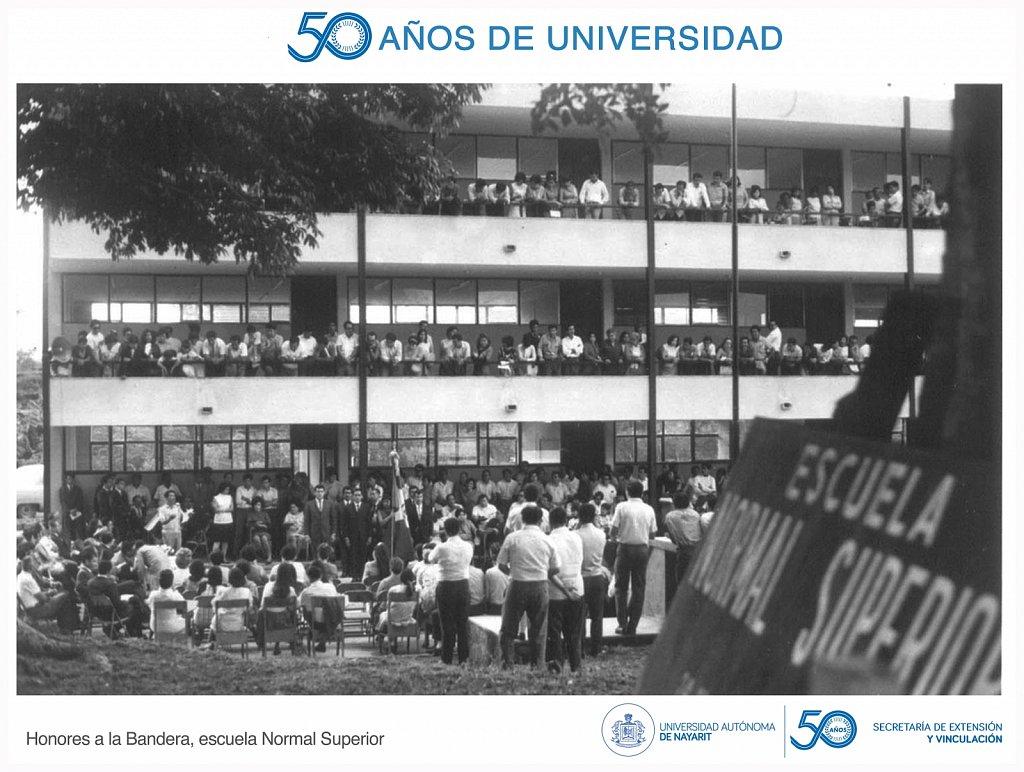 50 AÑOS DE UNIVERSIDAD
ESCUELA
NORMAL
SUPERIO
Honores a la Bandera, escuela Normal Superior
UNIVERSIDAD AUTÓNOMA
DE NAYARIT
50
AÑOS
SECRETARÍA DE EXTENSIÓN
Y VINCULACIÓN